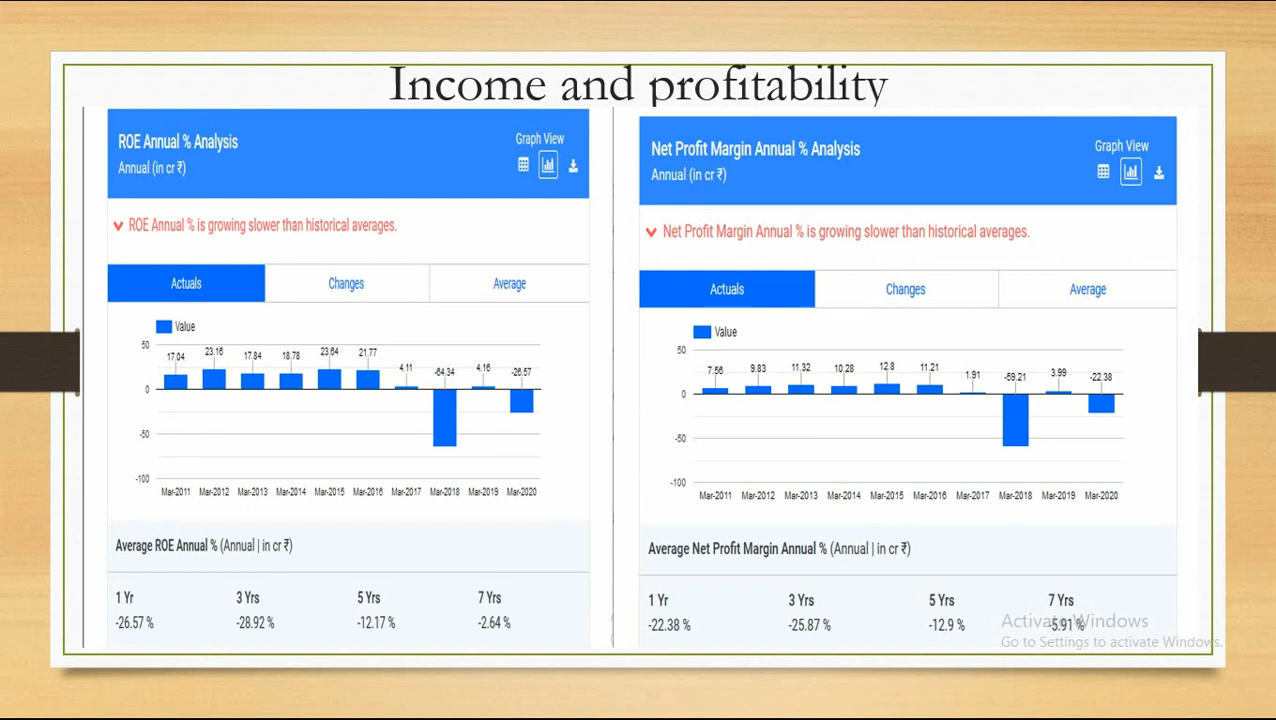 Income and profitability
ROE Annual % Analysis
Graph View
Annual (in cr ₹)
ROE Annual % is growing slower than historical averages.
Actuals Changes Average
Value
50
17.04 23.16 17.84 18.78 23.64 21.77 4.11 -64.34 4.16 -26.57
0
-50
-100
Mar-2011 Mar-2012 Mar-2013 Mar-2014 Mar-2015 Mar-2016 Mar-2017 Mar-2018 Mar-2019 Mar-2020
Average ROE Annual % (Annual | in cr ₹)
1 Yr 3 Yrs 5 Yrs 7 Yrs
-26.57 % -28.92 % -12.17 % -2.64 %
Net Profit Margin Annual % Analysis
Graph View
Annual (in cr ₹)
Net Profit Margin Annual % is growing slower than historical averages.
Actuals Changes Average
Value
50
7.56 9.83 11.32 10.28 12.8 11.21 1.91 -59.21 3.99 -22.38
0
-50
-100
Mar-2011 Mar-2012 Mar-2013 Mar-2014 Mar-2015 Mar-2016 Mar-2017 Mar-2018 Mar-2019 Mar-2020
Average Net Profit Margin Annual % (Annual | in cr ₹)
1 Yr 3 Yrs 5 Yrs 7 Yrs
-22.38 % -25.87 % -12.9 % -5.91 %
Activate Windows
Go to Settings to activate Windows.